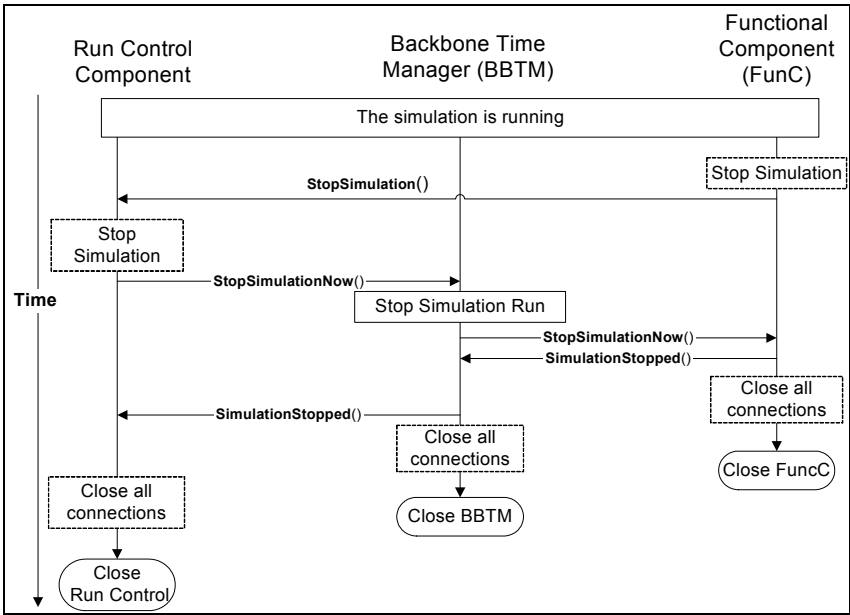 Run Control
Component
Backbone Time
Manager (BBTM)
Functional
Component
(FunC)
The simulation is running
Stop Simulation
StopSimulation()
Stop
Simulation
StopSimulationNow()
Time
Stop Simulation Run
StopSimulationNow()
SimulationStopped()
Close all
connections
SimulationStopped()
Close all
connections
Close FuncC
Close all
connections
Close BBTM
Close
Run Control